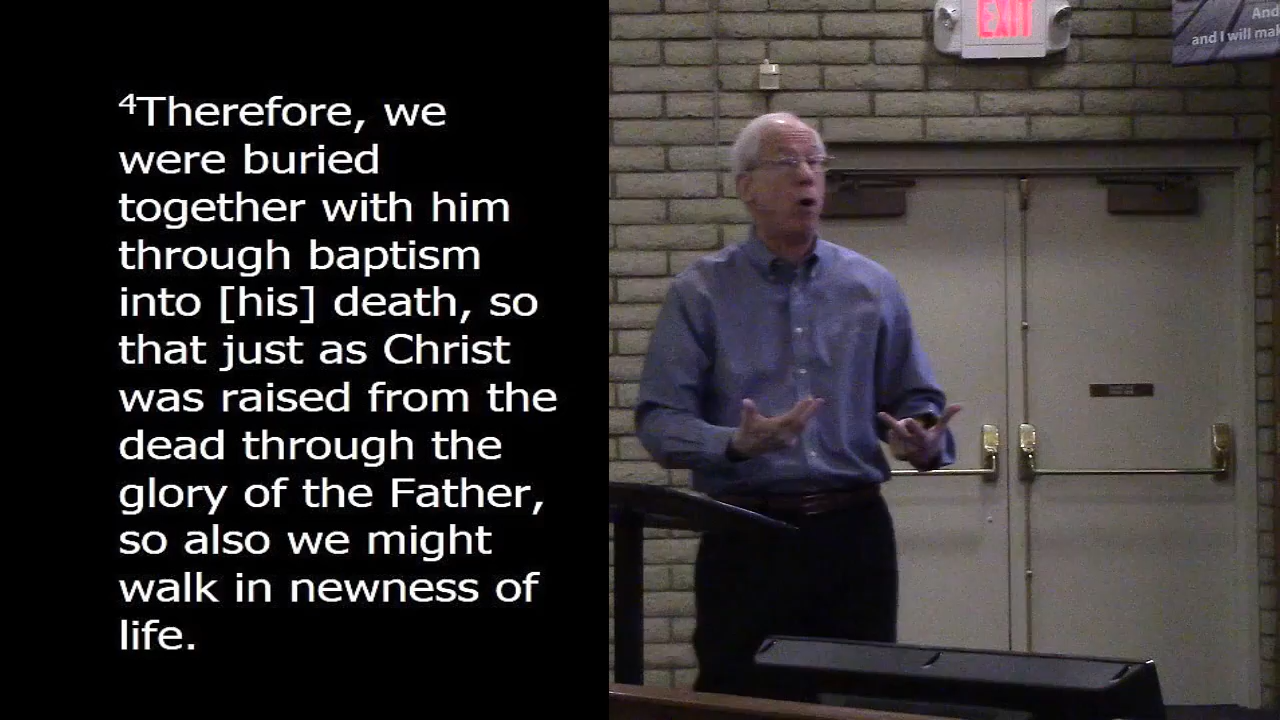 ⁴Therefore, we
were buried
together with him
through baptism
into [his] death, so
that just as Christ
was raised from the
dead through the
glory of the Father,
so also we might
walk in newness of
life.
EXIT
And
and I will mak